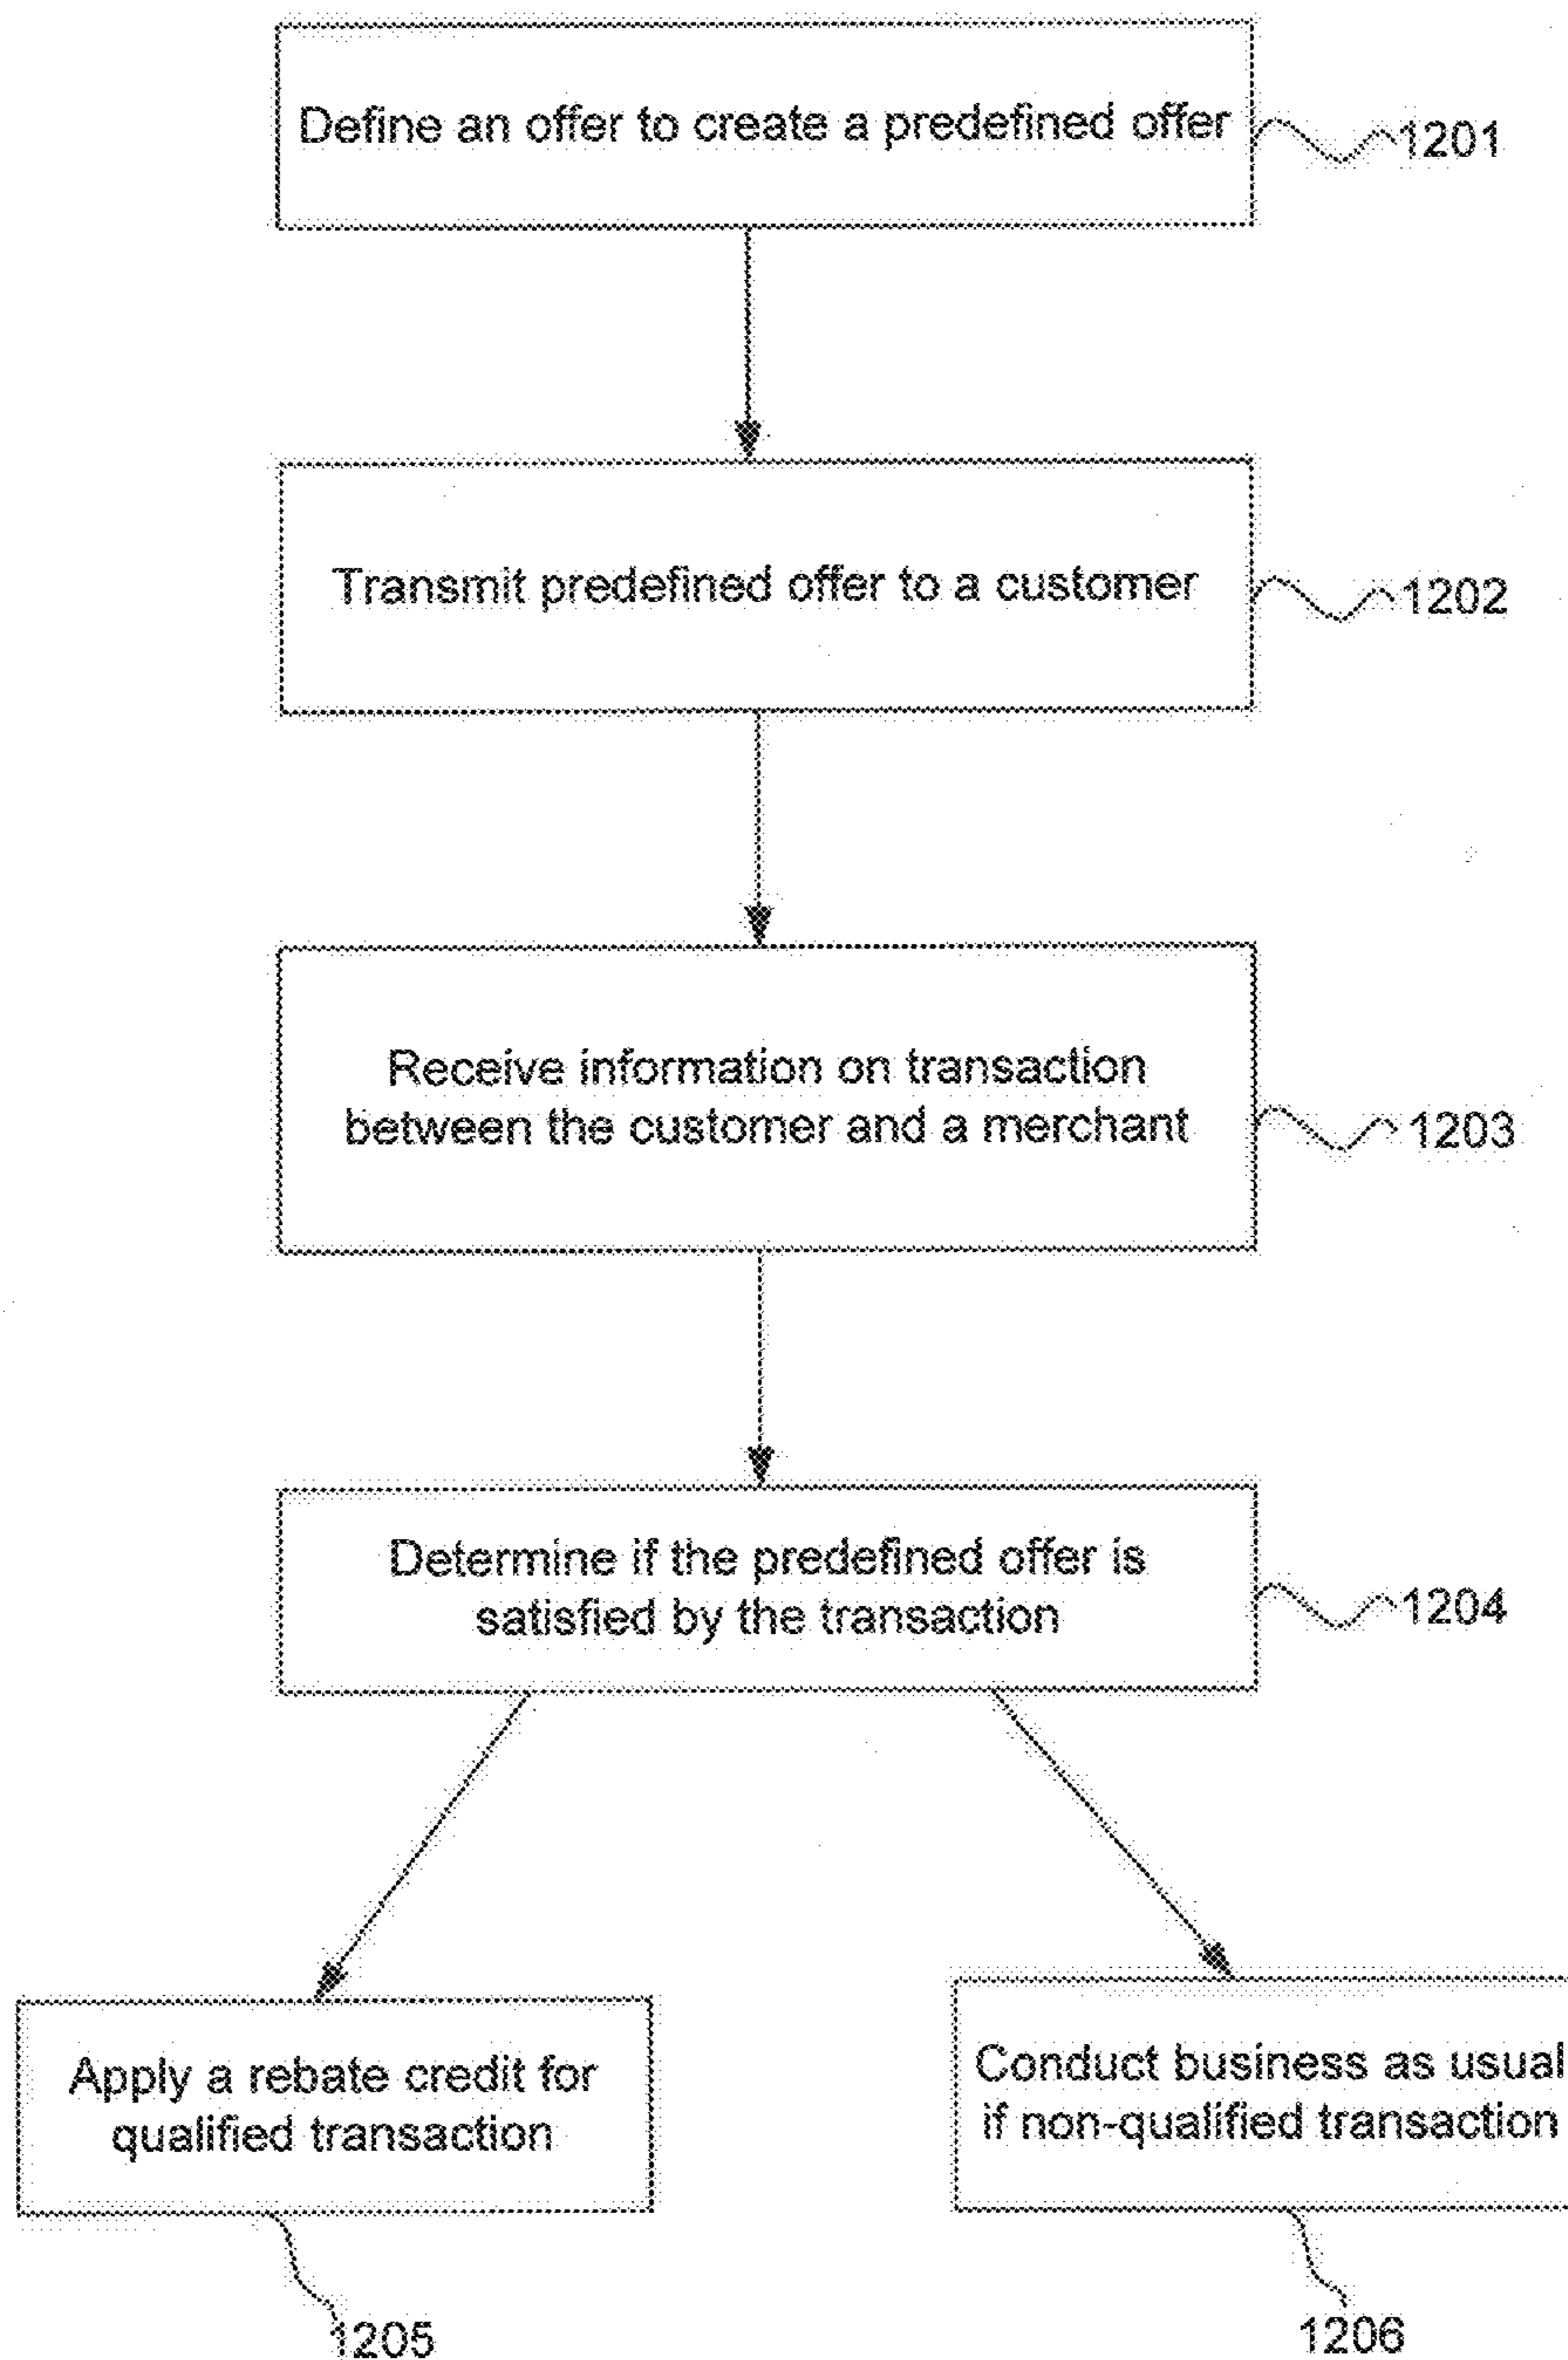 Define an offer to create a predefined offer
1201
Transmit predefined offer to a customer
1202
Receive information on transaction
between the customer and a merchant
1203
Determine if the predefined offer is
satisfied by the transaction
1204
Apply a rebate credit for
qualified transaction
1205
Conduct business as usual
if non-qualified transaction
1206